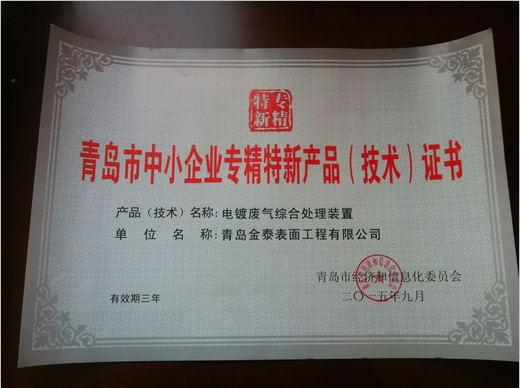 专精
特新
青岛市中小企业专精特新产品（技术）证书
产品（技术）名称：电镀废气综合处理装置
单位名称：青岛金泰表面工程有限公司
青岛市经济和信息化委员会
有效期三年
二〇一五年九月